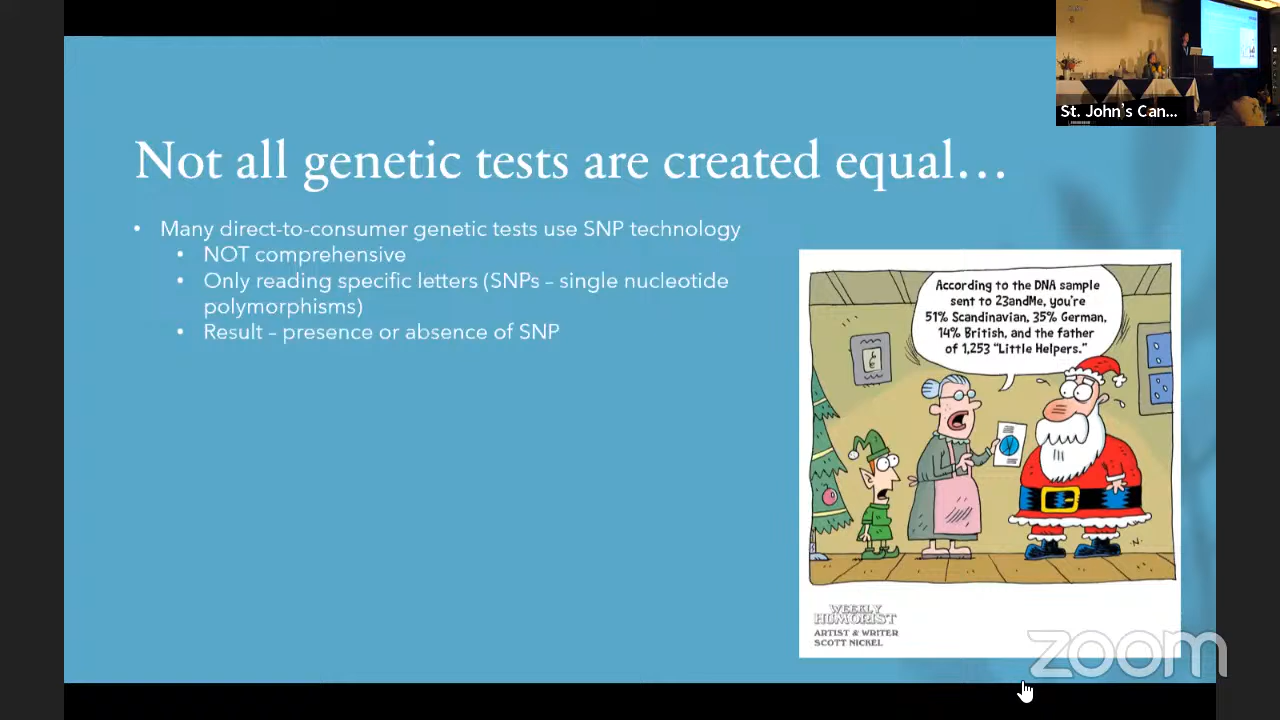 St. John's Can...
Not all genetic tests are created equal...
• Many direct-to-consumer genetic tests use SNP technology
• NOT comprehensive
• Only reading specific letters (SNPs – single nucleotide
polymorphisms)
• Result – presence or absence of SNP
According to the DNA sample
sent to 23andMe, you're
51% Scandinavian, 35% German,
14% British, and the father
of 1,253 "Little Helpers."
WEEKLY
HUMORIST
ARTIST & WRITER
SCOTT NICKEL
zoom